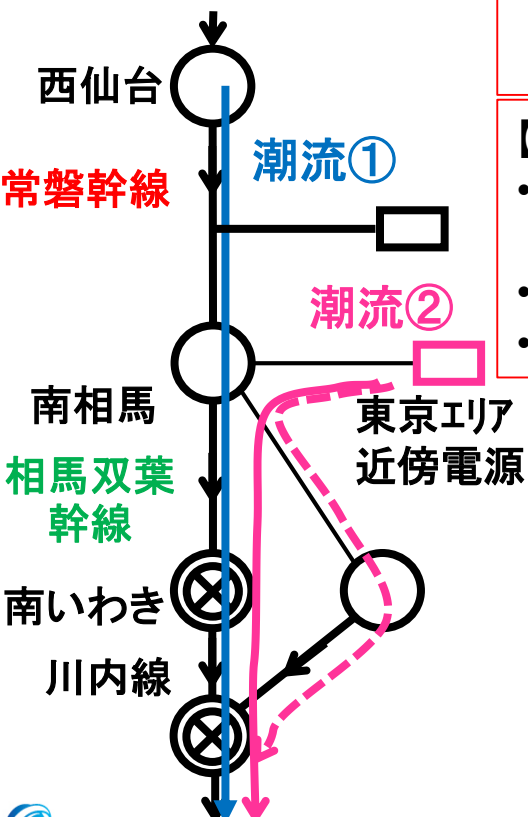 西仙台
潮流①
常磐幹線
潮流②
南相馬
東京エリア
近傍電源
相馬双葉
幹線
南いわき
川内線
【
・
・
・